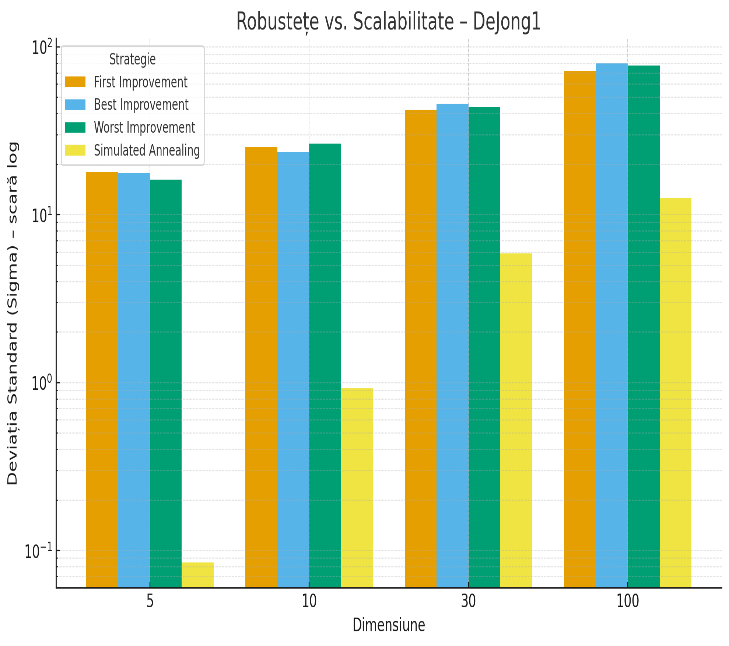 Robustețe vs. Scalabilitate – DeJong1
Strategie
First Improvement
Best Improvement
Worst Improvement
Simulated Annealing
Deviația Standard (Sigma) – scară log
10²
10¹
10⁰
10⁻¹
5 10 30 100
Dimensiune